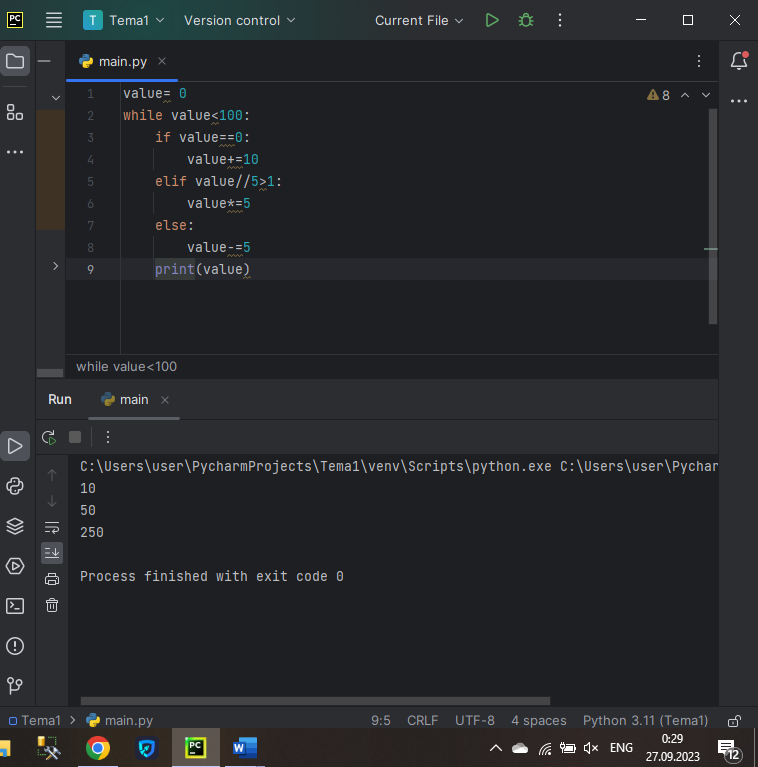 PC T Tema1 Version control Current File
main.py
8
1 value= 0
2 while value<100:
3 if value==0:
4 value+=10
5 elif value//5>1:
6 value*=5
7 else:
8 value-=5
9 print(value)
while value<100
Run main
C:\Users\user\PycharmProjects\Tema1\venv\Scripts\python.exe C:\Users\user\Pychar
10
50
250
Process finished with exit code 0
Tema1 > main.py 9:5 CRLF UTF-8 4 spaces Python 3.11 (Tema1)
PC W ENG 0:29
27.09.2023 12